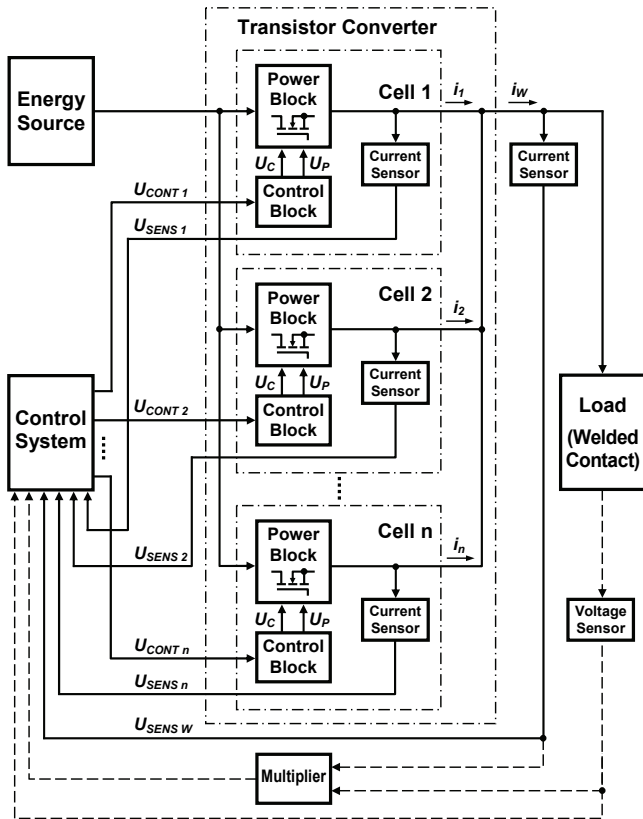 Transistor Converter
Energy
Source
Power
Block
Cell 1
i1
iW
Current
Sensor
Current
Sensor
UC
UP
Control
Block
UCONT 1
USENS 1
Power
Block
Cell 2
i2
Current
Sensor
UC
UP
Control
Block
UCONT 2
USENS 2
Control
System
Load
(Welded
Contact)
Power
Block
Cell n
in
Current
Sensor
UC
UP
Control
Block
UCONT n
USENS n
Voltage
Sensor
USENS W
Multiplier